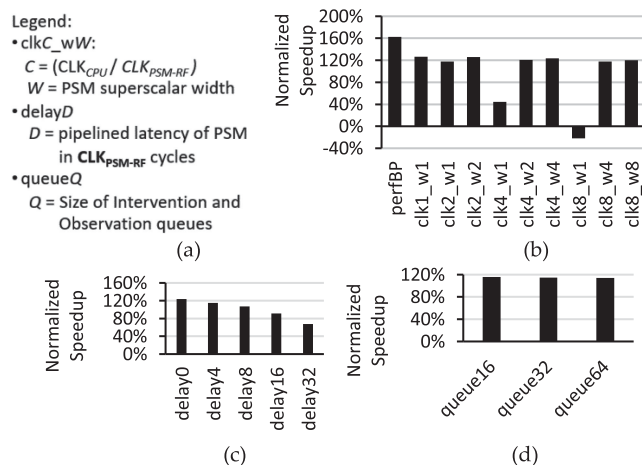 Legend:
•clkC_wW:
C = (CLKCPU / CLKPSM-RF)
W = PSM superscalar width
•delayD
D = pipelined latency of PSM
in CLKPSM-RF cycles
•queueQ
Q = Size of Intervention and
Observation queues
(a)
Normalized
Speedup
200%
160%
120%
80%
40%
0%
-40%
perfBP
clk1_w1
clk2_w1
clk2_w2
clk4_w1
clk4_w2
clk4_w4
clk8_w1
clk8_w4
clk8_w8
(b)
Normalized
Speedup
160%
120%
80%
40%
0%
delay0
delay4
delay8
delay16
delay32
(c)
Normalized
Speedup
120%
80%
40%
0%
queue16
queue32
queue64
(d)